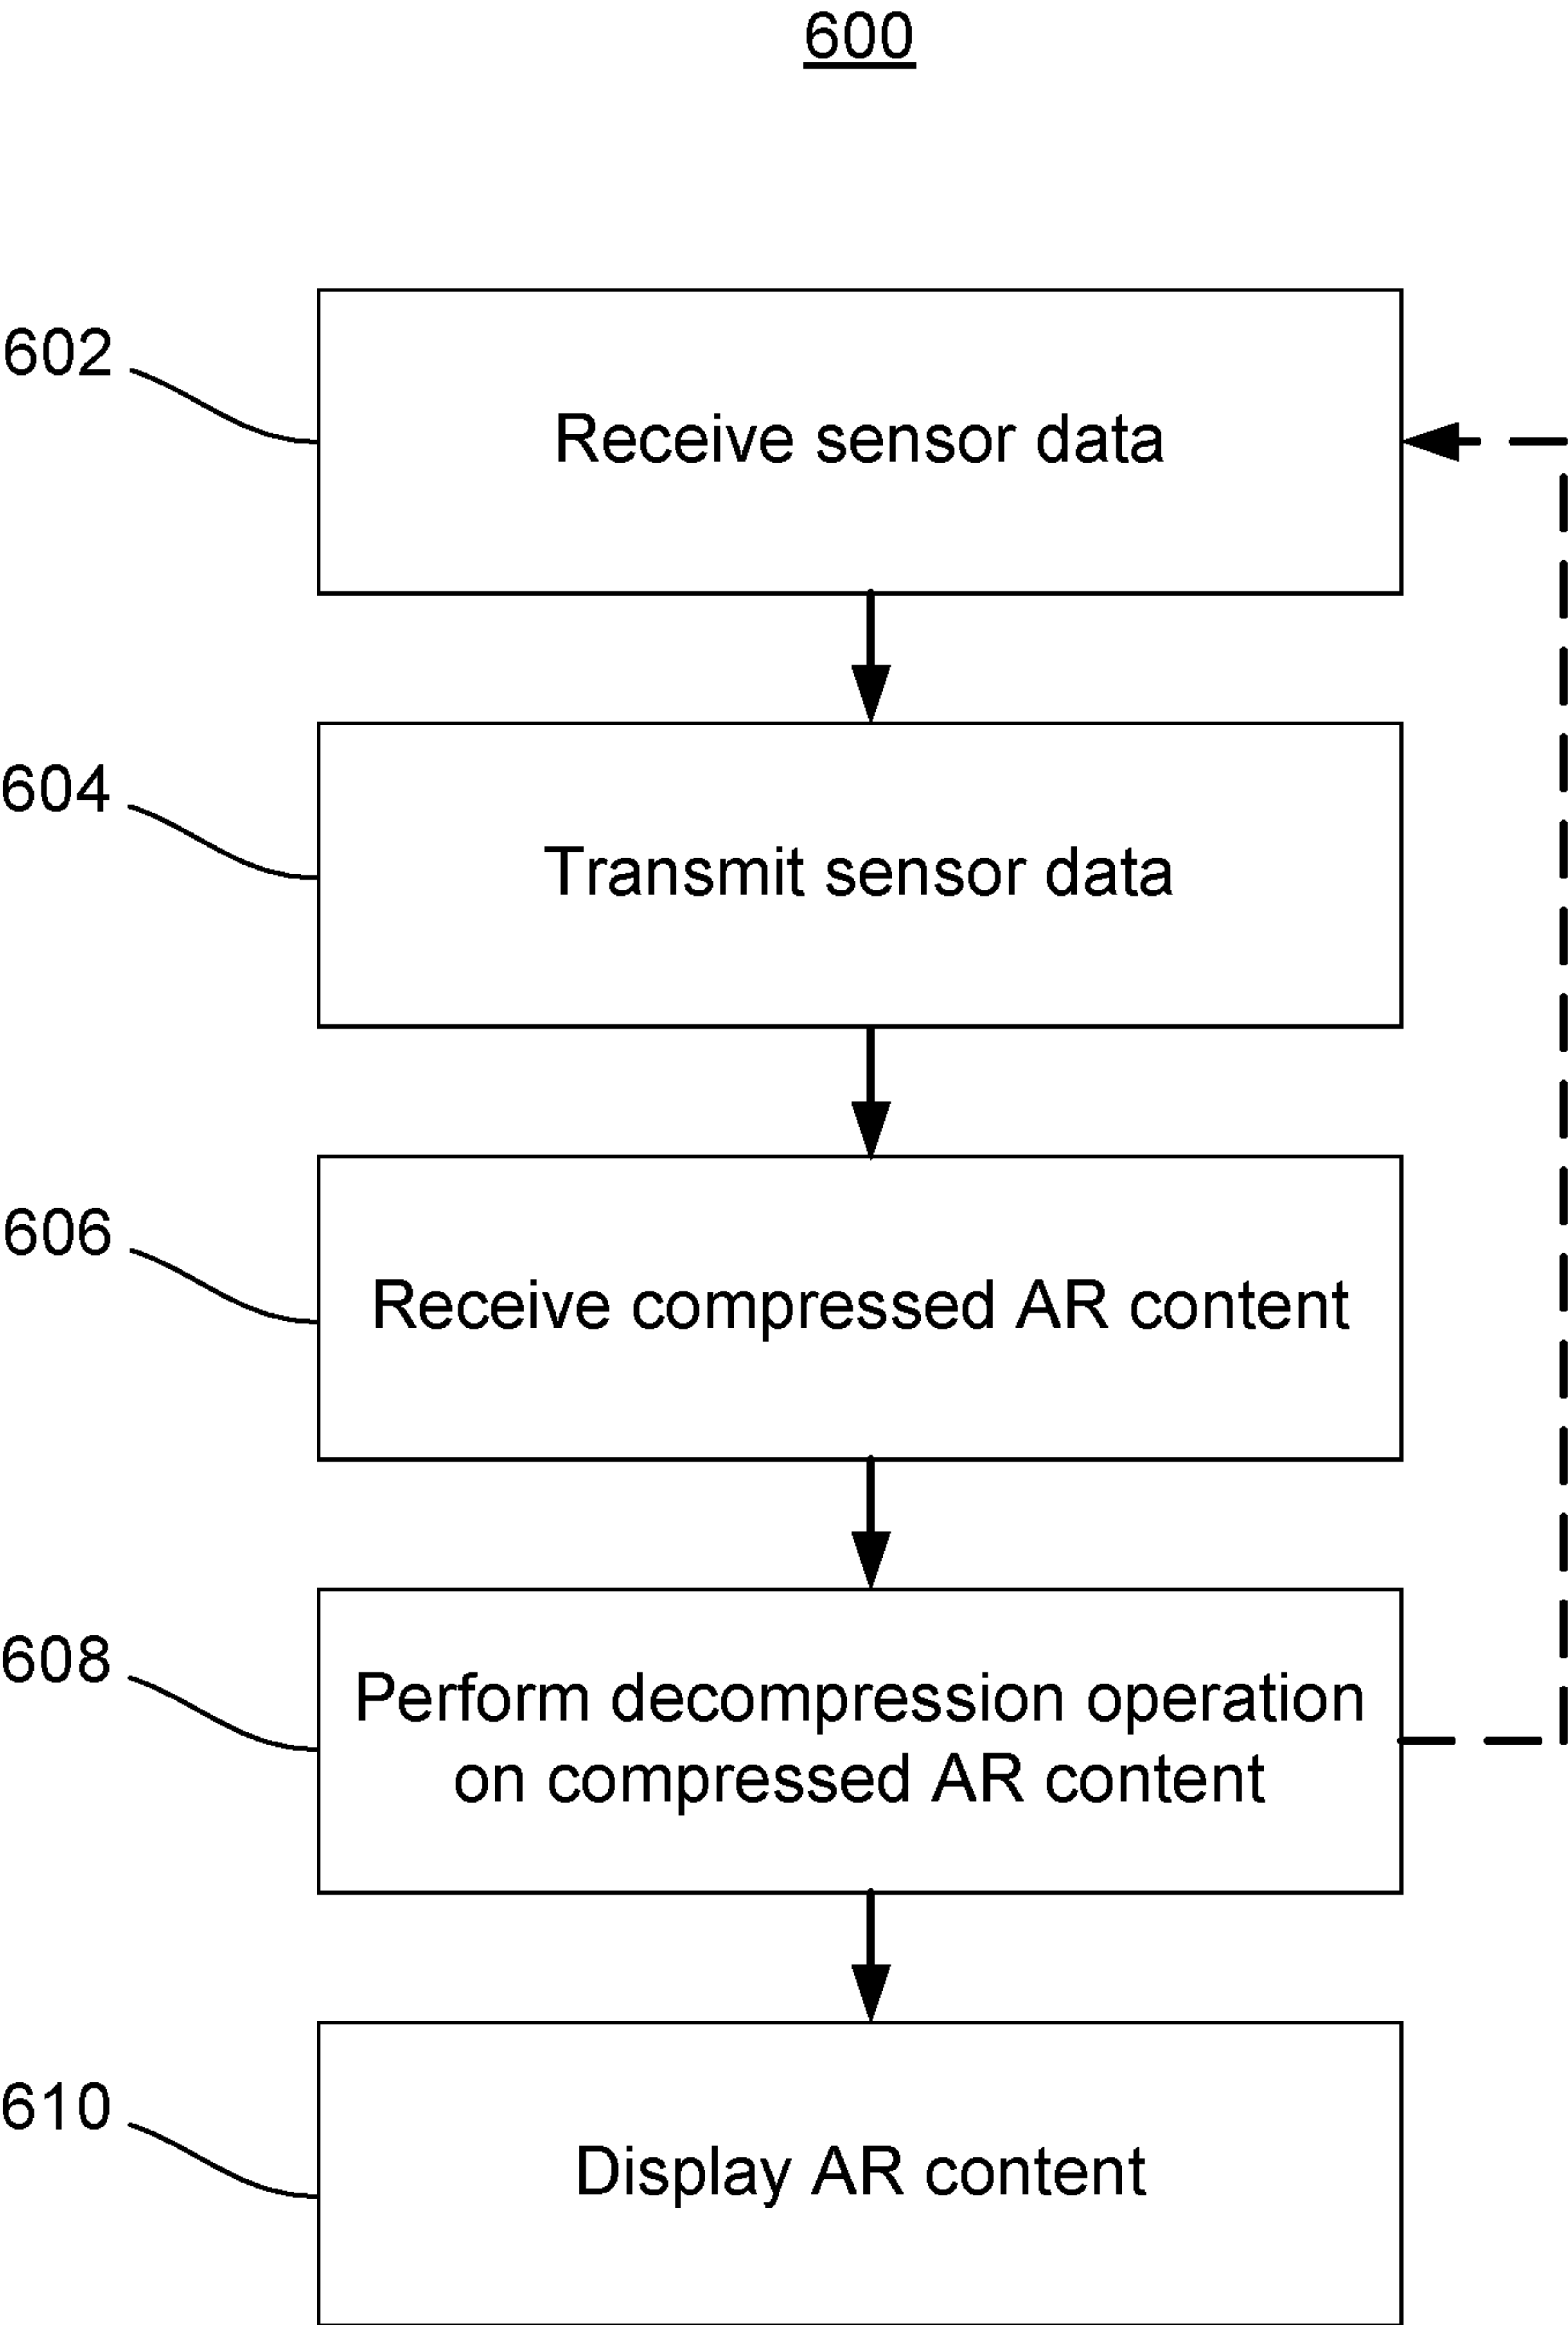 600
602
Receive sensor data
604
Transmit sensor data
606
Receive compressed AR content
608
Perform decompression operation
on compressed AR content
610
Display AR content